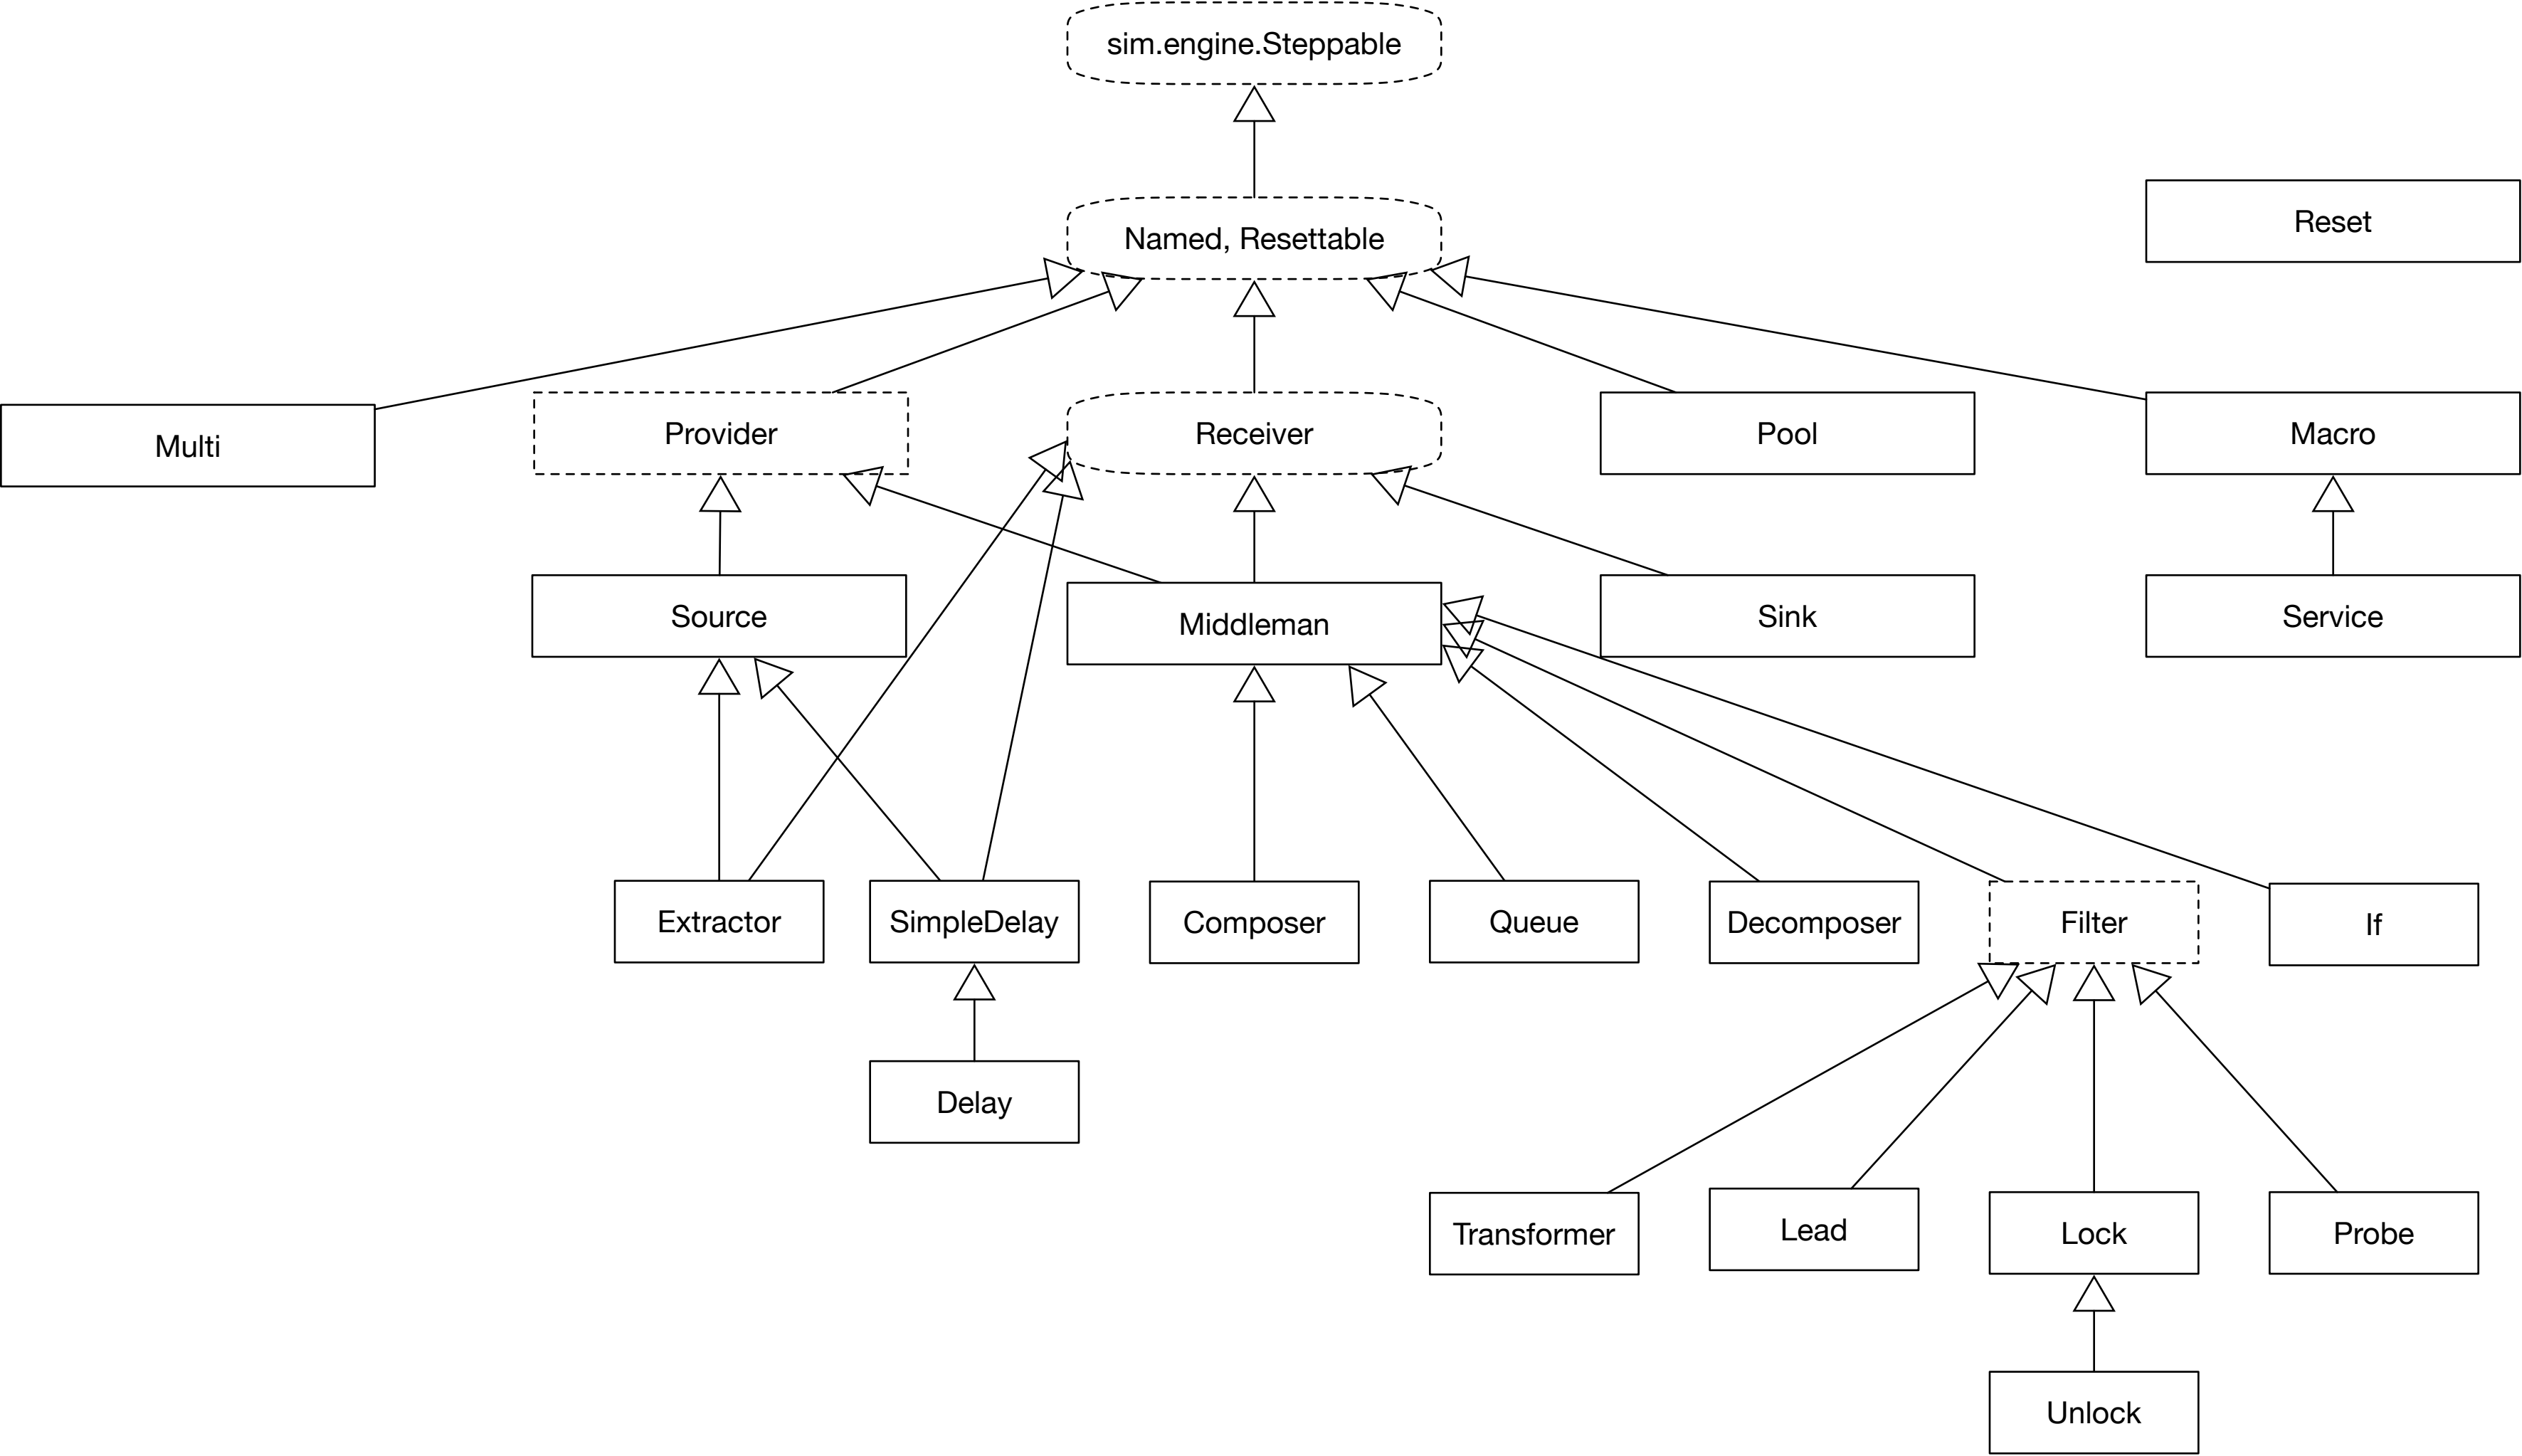 sim.engine.Steppable
Named, Resettable
Reset
Multi
Provider
Receiver
Pool
Macro
Source
Middleman
Sink
Service
Extractor
SimpleDelay
Composer
Queue
Decomposer
Filter
If
Delay
Transformer
Lead
Lock
Probe
Unlock